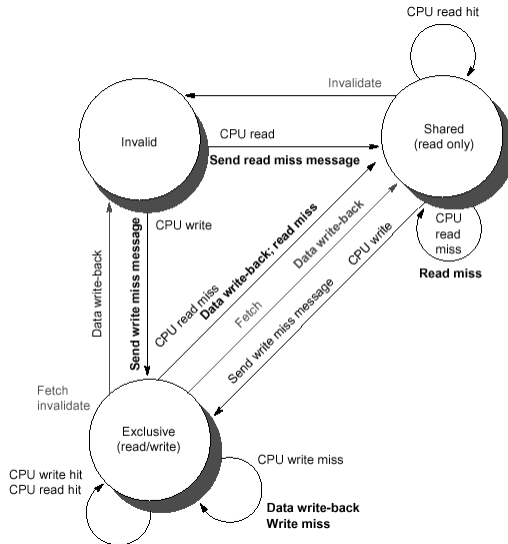 CPU read hit
Invalidate
Invalid
Shared
(read only)
CPU read
Send read miss message
CPU write
CPU
read
miss
Read miss
Send write miss message
Data write-back
CPU read miss
Data write-back; read miss
Fetch
Data write-back
Send write miss message
CPU write
Fetch
invalidate
Exclusive
(read/write)
CPU write hit
CPU read hit
CPU write miss
Data write-back
Write miss